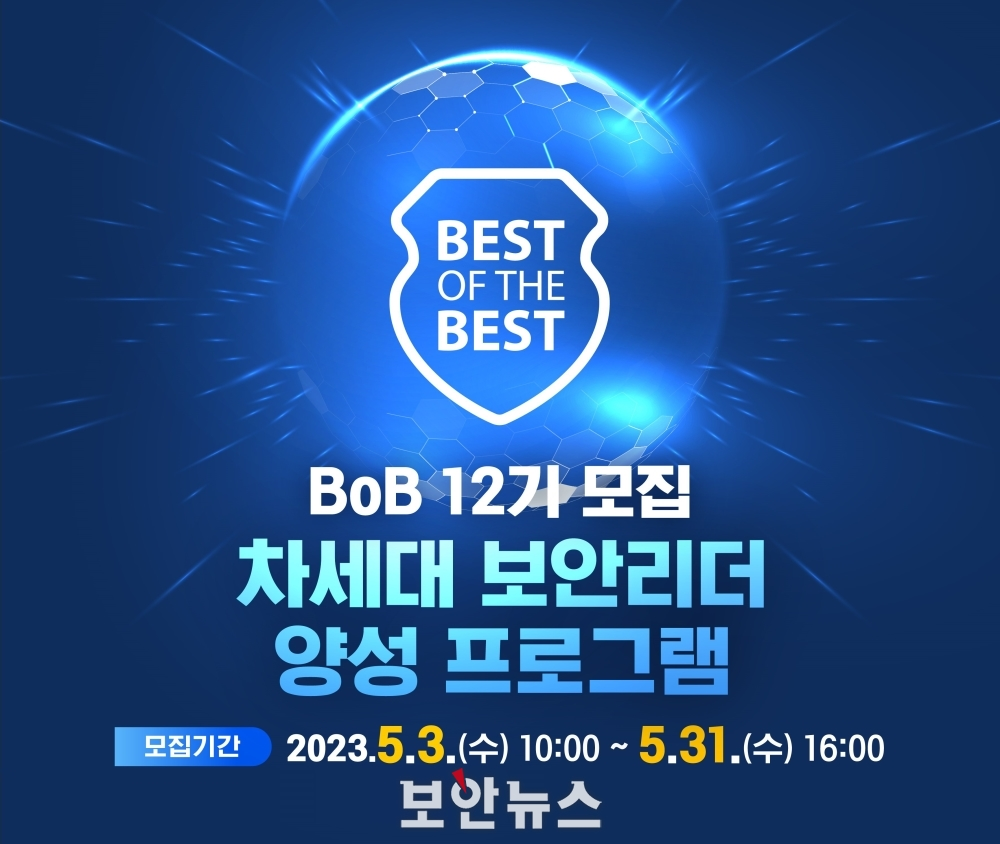 BEST
OF THE
BEST
BoB 12기 모집
차세대 보안리더
양성 프로그램
모집기간 2023.5.3.(수) 10:00 ~ 5.31.(수) 16:00
보안뉴스